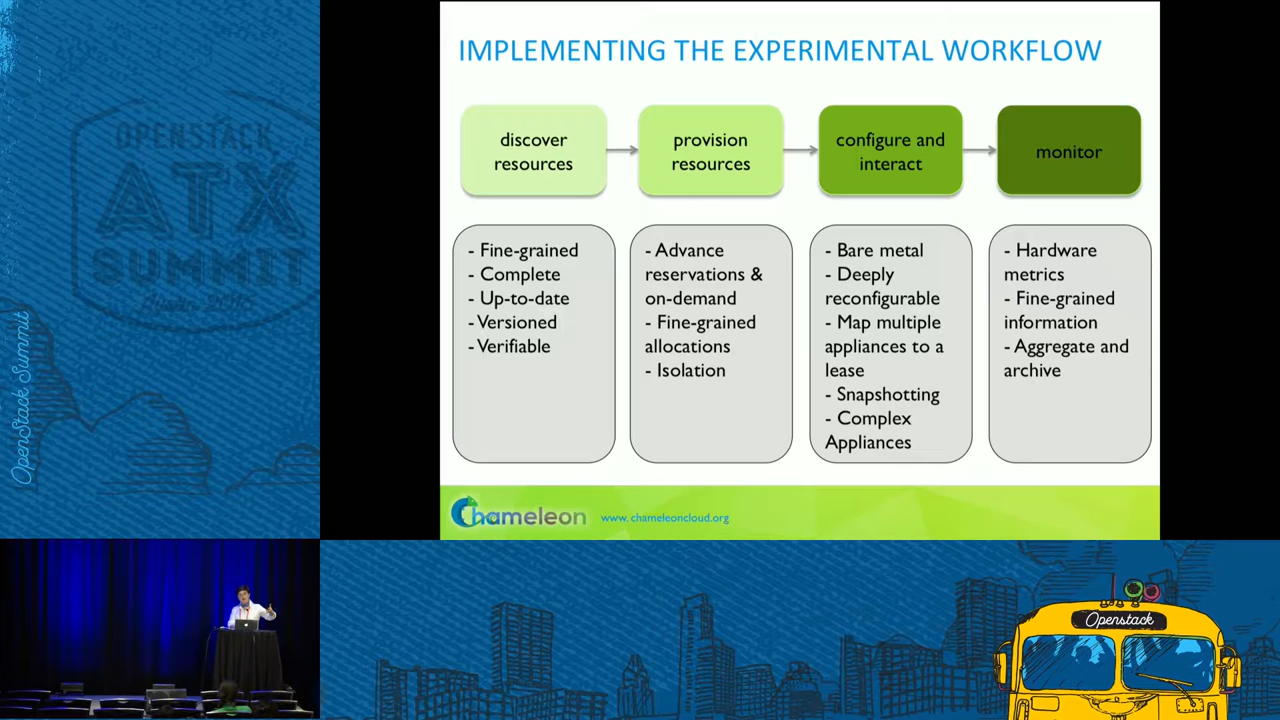 IMPLEMENTING THE EXPERIMENTAL WORKFLOW
discover
resources
provision
resources
configure and
interact
monitor
- Fine-grained
- Complete
- Up-to-date
- Versioned
- Verifiable
- Advance
reservations &
on-demand
- Fine-grained
allocations
- Isolation
- Bare metal
- Deeply
reconfigurable
- Map multiple
appliances to a
lease
- Snapshotting
- Complex
Appliances
- Hardware
metrics
- Fine-grained
information
- Aggregate and
archive
Chameleon
www.chameleoncloud.org
OPENSTACK
ATX
SUMMIT
OpenStack Summit
Openstack